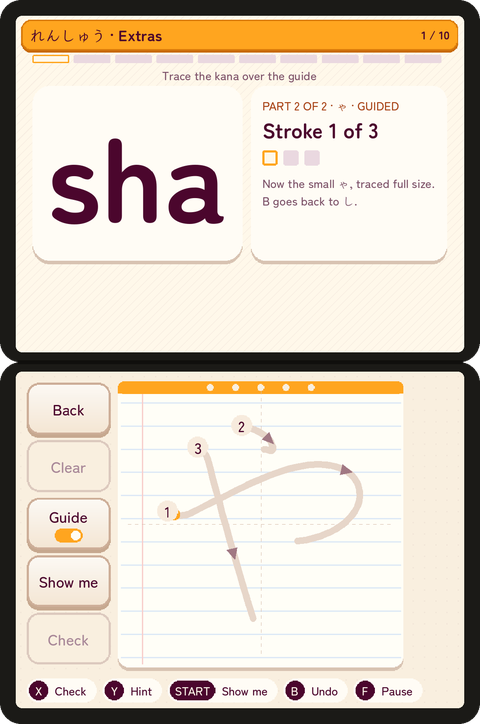 れんしゅう · Extras
1 / 10
Trace the kana over the guide
sha
PART 2 OF 2 · ゃ · GUIDED
Stroke 1 of 3
Now the small ゃ, traced full size.
B goes back to し.
Back
Clear
Guide
Show me
Check
2
3
1
X Check
Y Hint
START Show me
B Undo
F Pause